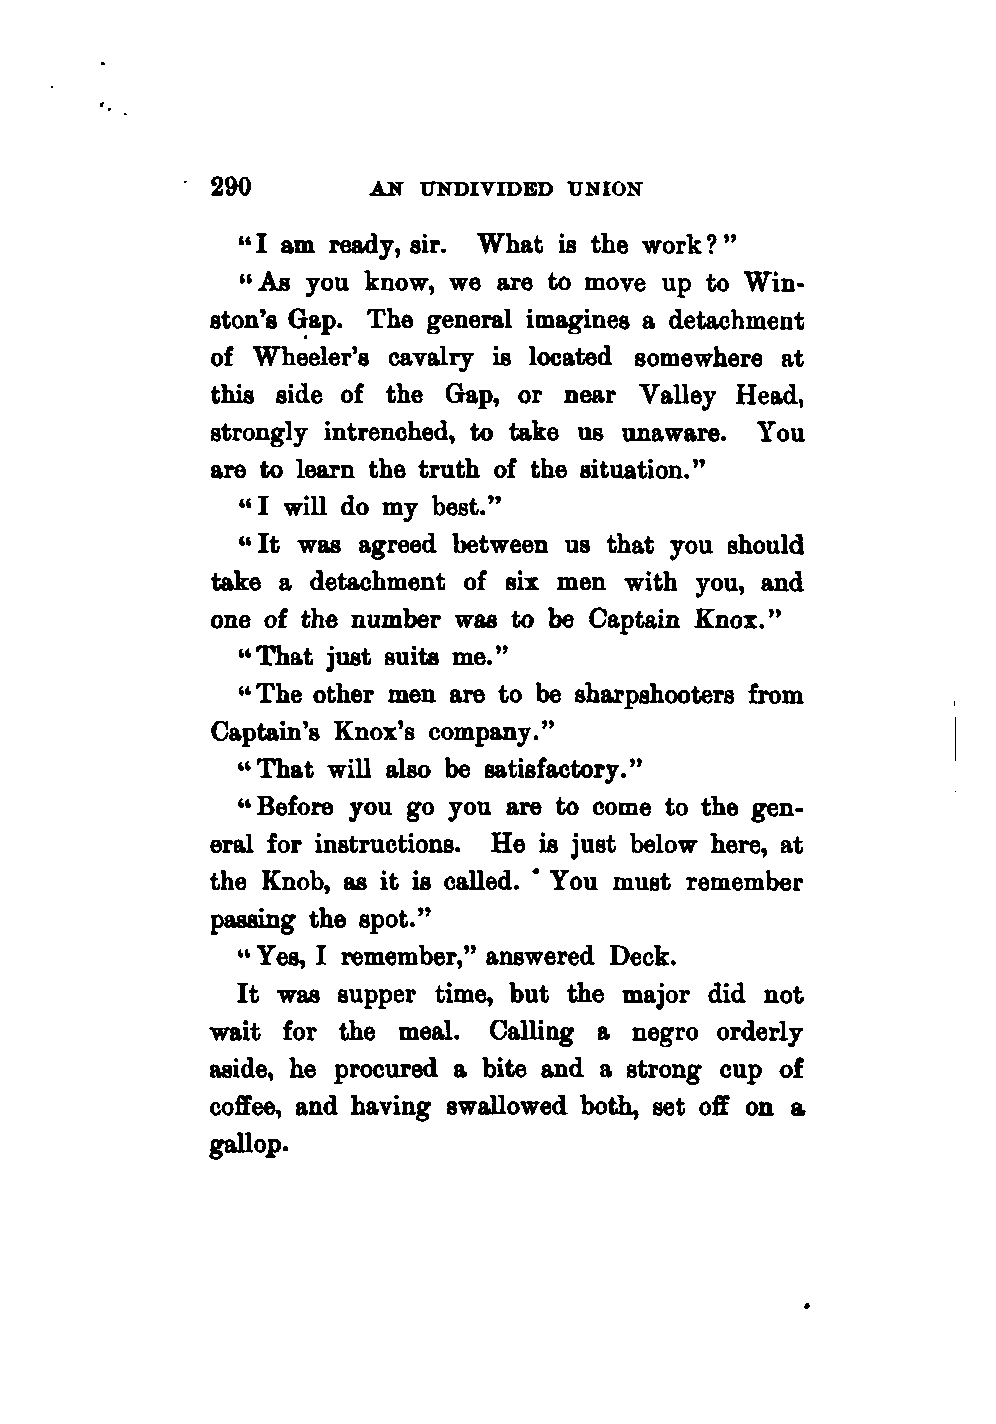 290 AN UNDIVIDED UNION
"I am ready, sir. What is the work?"
"As you know, we are to move up to Win-
ston's Gap. The general imagines a detachment
of Wheeler's cavalry is located somewhere at
this side of the Gap, or near Valley Head,
strongly intrenched, to take us unaware. You
are to learn the truth of the situation."
"I will do my best."
"It was agreed between us that you should
take a detachment of six men with you, and
one of the number was to be Captain Knox."
"That just suits me."
"The other men are to be sharpshooters from
Captain's Knox's company."
"That will also be satisfactory."
"Before you go you are to come to the gen-
eral for instructions. He is just below here, at
the Knob, as it is called. You must remember
passing the spot."
"Yes, I remember," answered Deck.
It was supper time, but the major did not
wait for the meal. Calling a negro orderly
aside, he procured a bite and a strong cup of
coffee, and having swallowed both, set off on a
gallop.